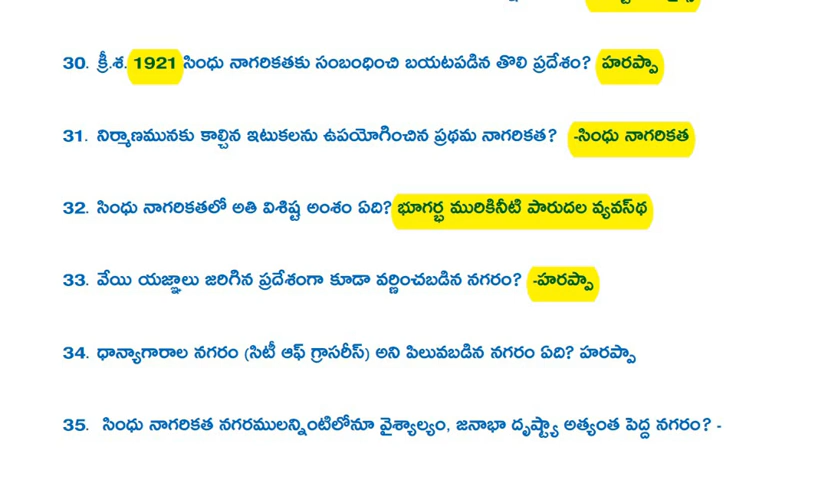 30. క్రీ.శ. 1921 సింధు నాగరికతకు సంబంధించి బయటపడిన తొలి ప్రదేశం? హరప్పా
31. నిర్మాణమునకు కాల్చిన ఇటుకలను ఉపయోగించిన ప్రథమ నాగరికత? -సింధు నాగరికత
32. సింధు నాగరికతలో అతి విశిష్ట అంశం ఏది? భూగర్భ మురికినీటి పారుదల వ్యవస్థ
33. వేయి యజ్ఞాలు జరిగిన ప్రదేశంగా కూడా వర్ణించబడిన నగరం? -హరప్పా
34. ధాన్యాగారాల నగరం (సిటీ ఆఫ్ గ్రాసరీస్) అని పిలువబడిన నగరం ఏది? హరప్పా
35. సింధు నాగరికత నగరములన్నింటిలోనూ వైశ్యాల్యం, జనాభా దృష్ట్యా అత్యంత పెద్ద నగరం? -